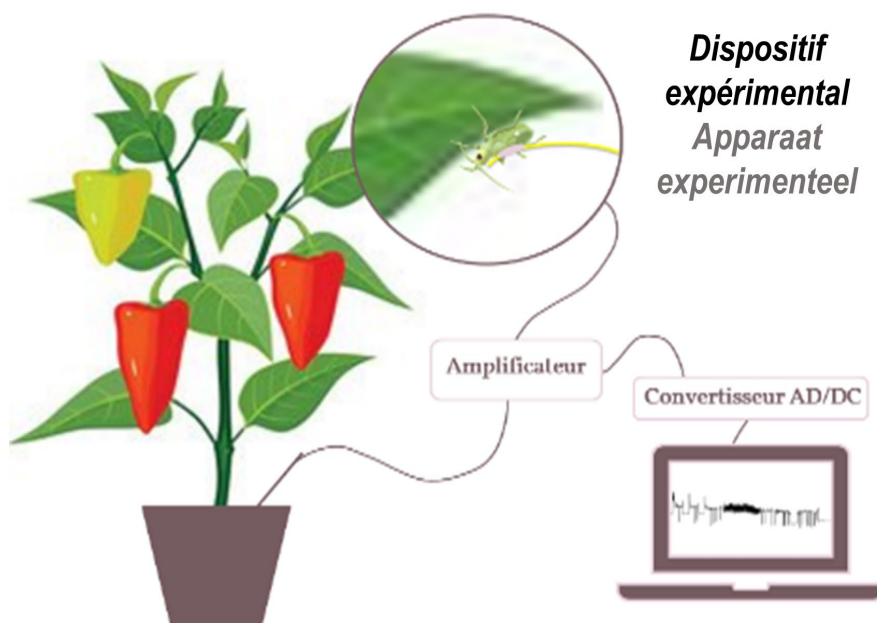 Dispositif
expérimental
Apparaat
experimenteel
Amplificateur
Convertisseur AD/DC